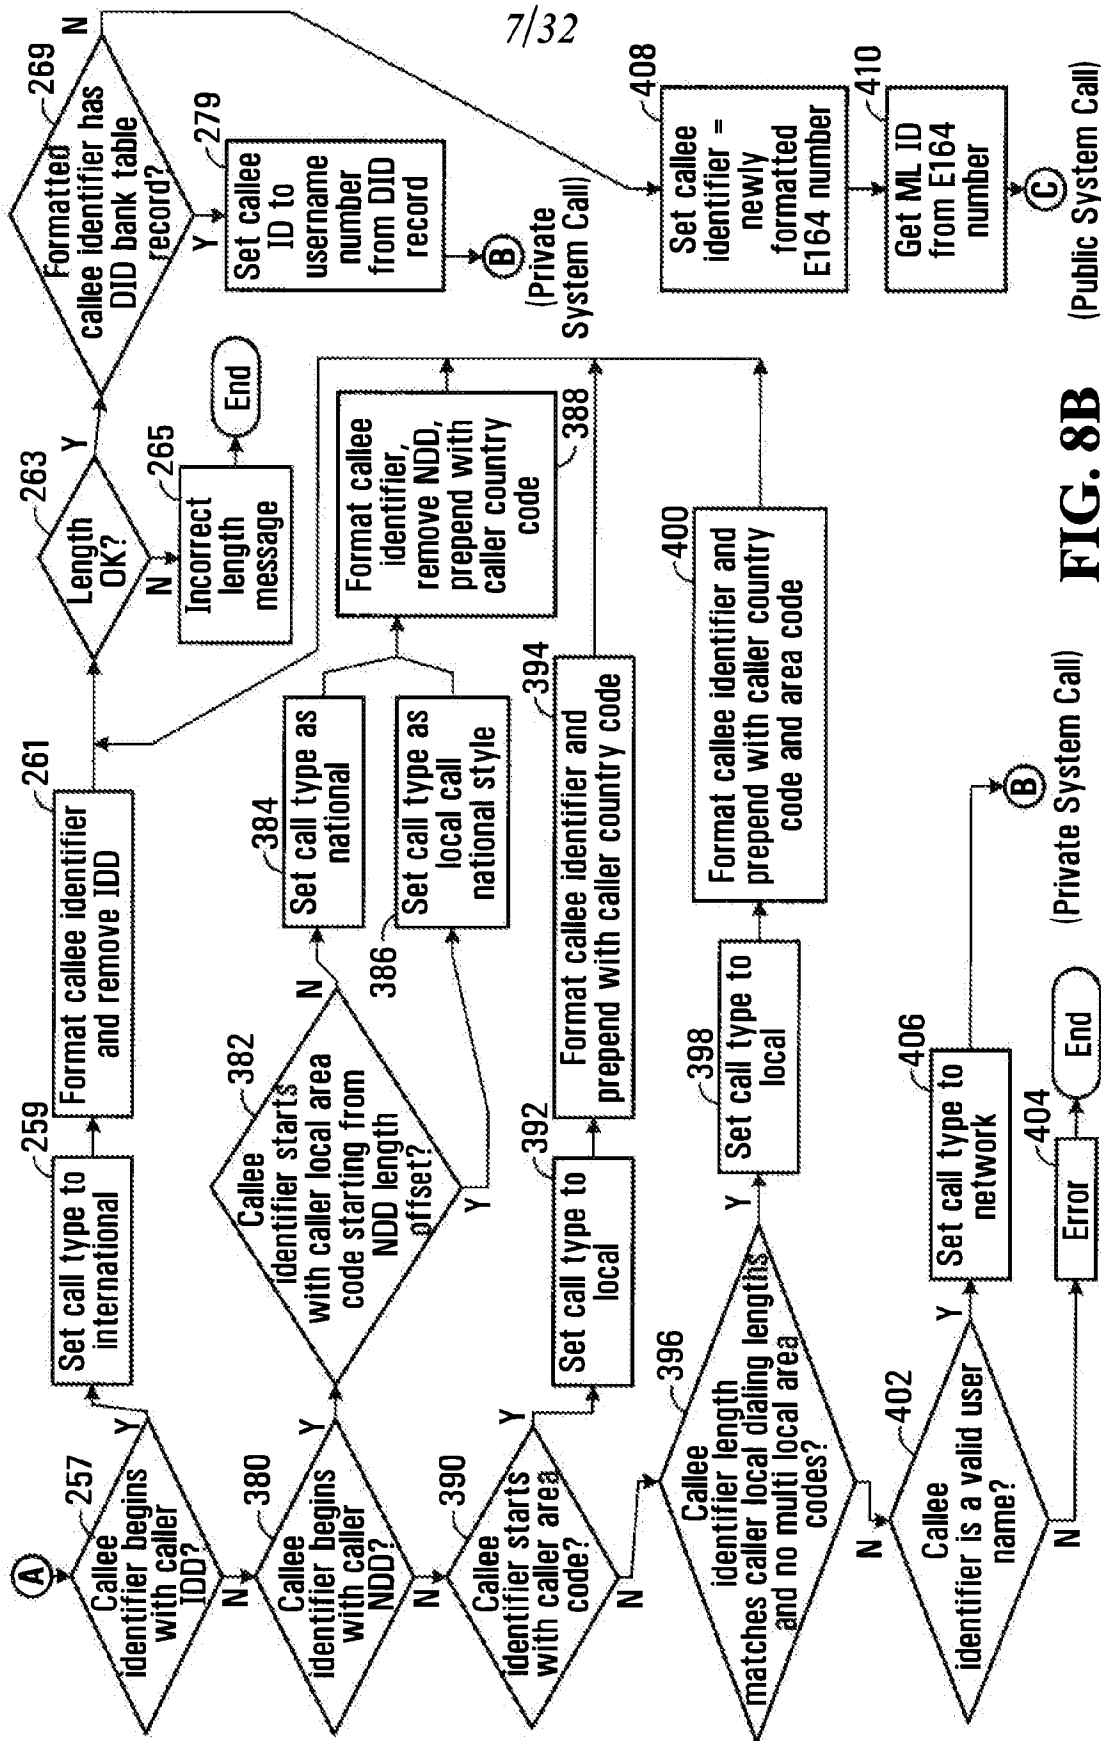 7/32
A
257
Callee
identifier begins
with caller
IDD?
Y
N
259
Set call type to
international
261
Format callee identifier
and remove IDD
263
Length
OK?
Y
N
265
Incorrect
length
message
End
269
Formatted
callee identifier has
DID bank table
record?
N
Y
279
Set callee
ID to
username
number
from DID
record
B
(Private
System Call)
380
Callee
identifier begins
with caller
NDD?
Y
N
382
Callee
identifier starts
with caller local area
code starting from
NDD length
offset?
N
Y
384
Set call type as
national
386
Set call type as
local call
national style
Format callee
identifier,
remove NDD,
prepend with
caller country
code
388
390
Callee
identifier starts
with caller area
code?
Y
N
392
Set call type to
local
394
Format callee identifier and
prepend with caller country code
396
Callee
identifier length
matches caller local dialing lengths
and no multi local area
codes?
Y
N
398
Set call type to
local
400
Format callee identifier and
prepend with caller country
code and area code
402
Callee
identifier is a valid user
name?
Y
N
406
Set call type to
network
B
(Private System Call)
404
Error
End
408
Set callee
identifier =
newly
formatted
E164 number
410
Get ML ID
from E164
number
C
(Public System Call)
FIG. 8B